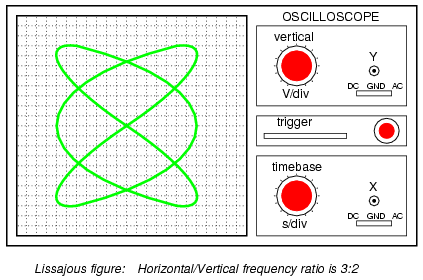 OSCILLOSCOPE
vertical
Y
V/div
DC GND AC
trigger
timebase
X
s/div
DC GND AC
Lissajous figure: Horizontal/Vertical frequency ratio is 3:2